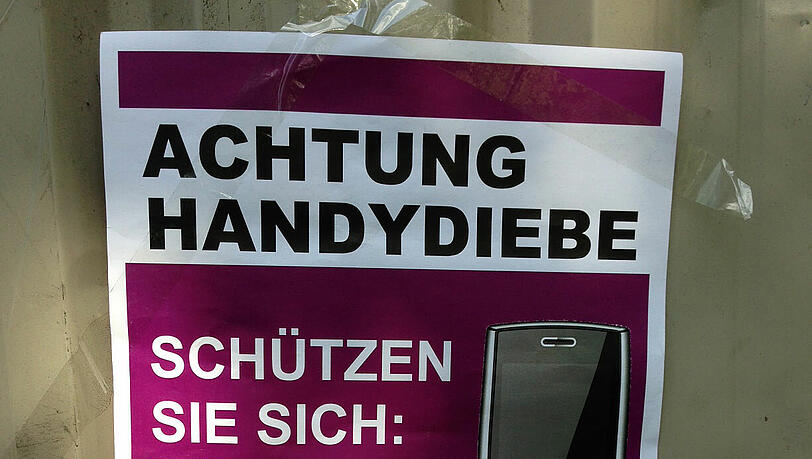 ACHTUNG
HANDYDIEBE
SCHÜTZEN
SIE SICH: